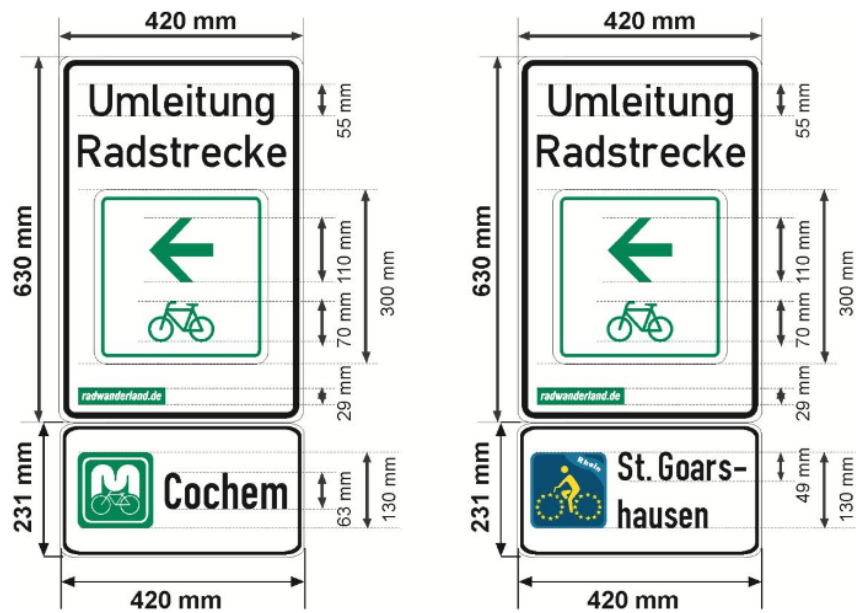 420 mm
Umleitung
Radstrecke
630 mm
55 mm
110 mm
300 mm
70 mm
radwanderland.de
29 mm
231 mm
M
Cochem
63 mm
130 mm
420 mm
420 mm
Umleitung
Radstrecke
630 mm
55 mm
110 mm
300 mm
70 mm
radwanderland.de
29 mm
231 mm
Rhein
St. Goars-
hausen
49 mm
130 mm
420 mm